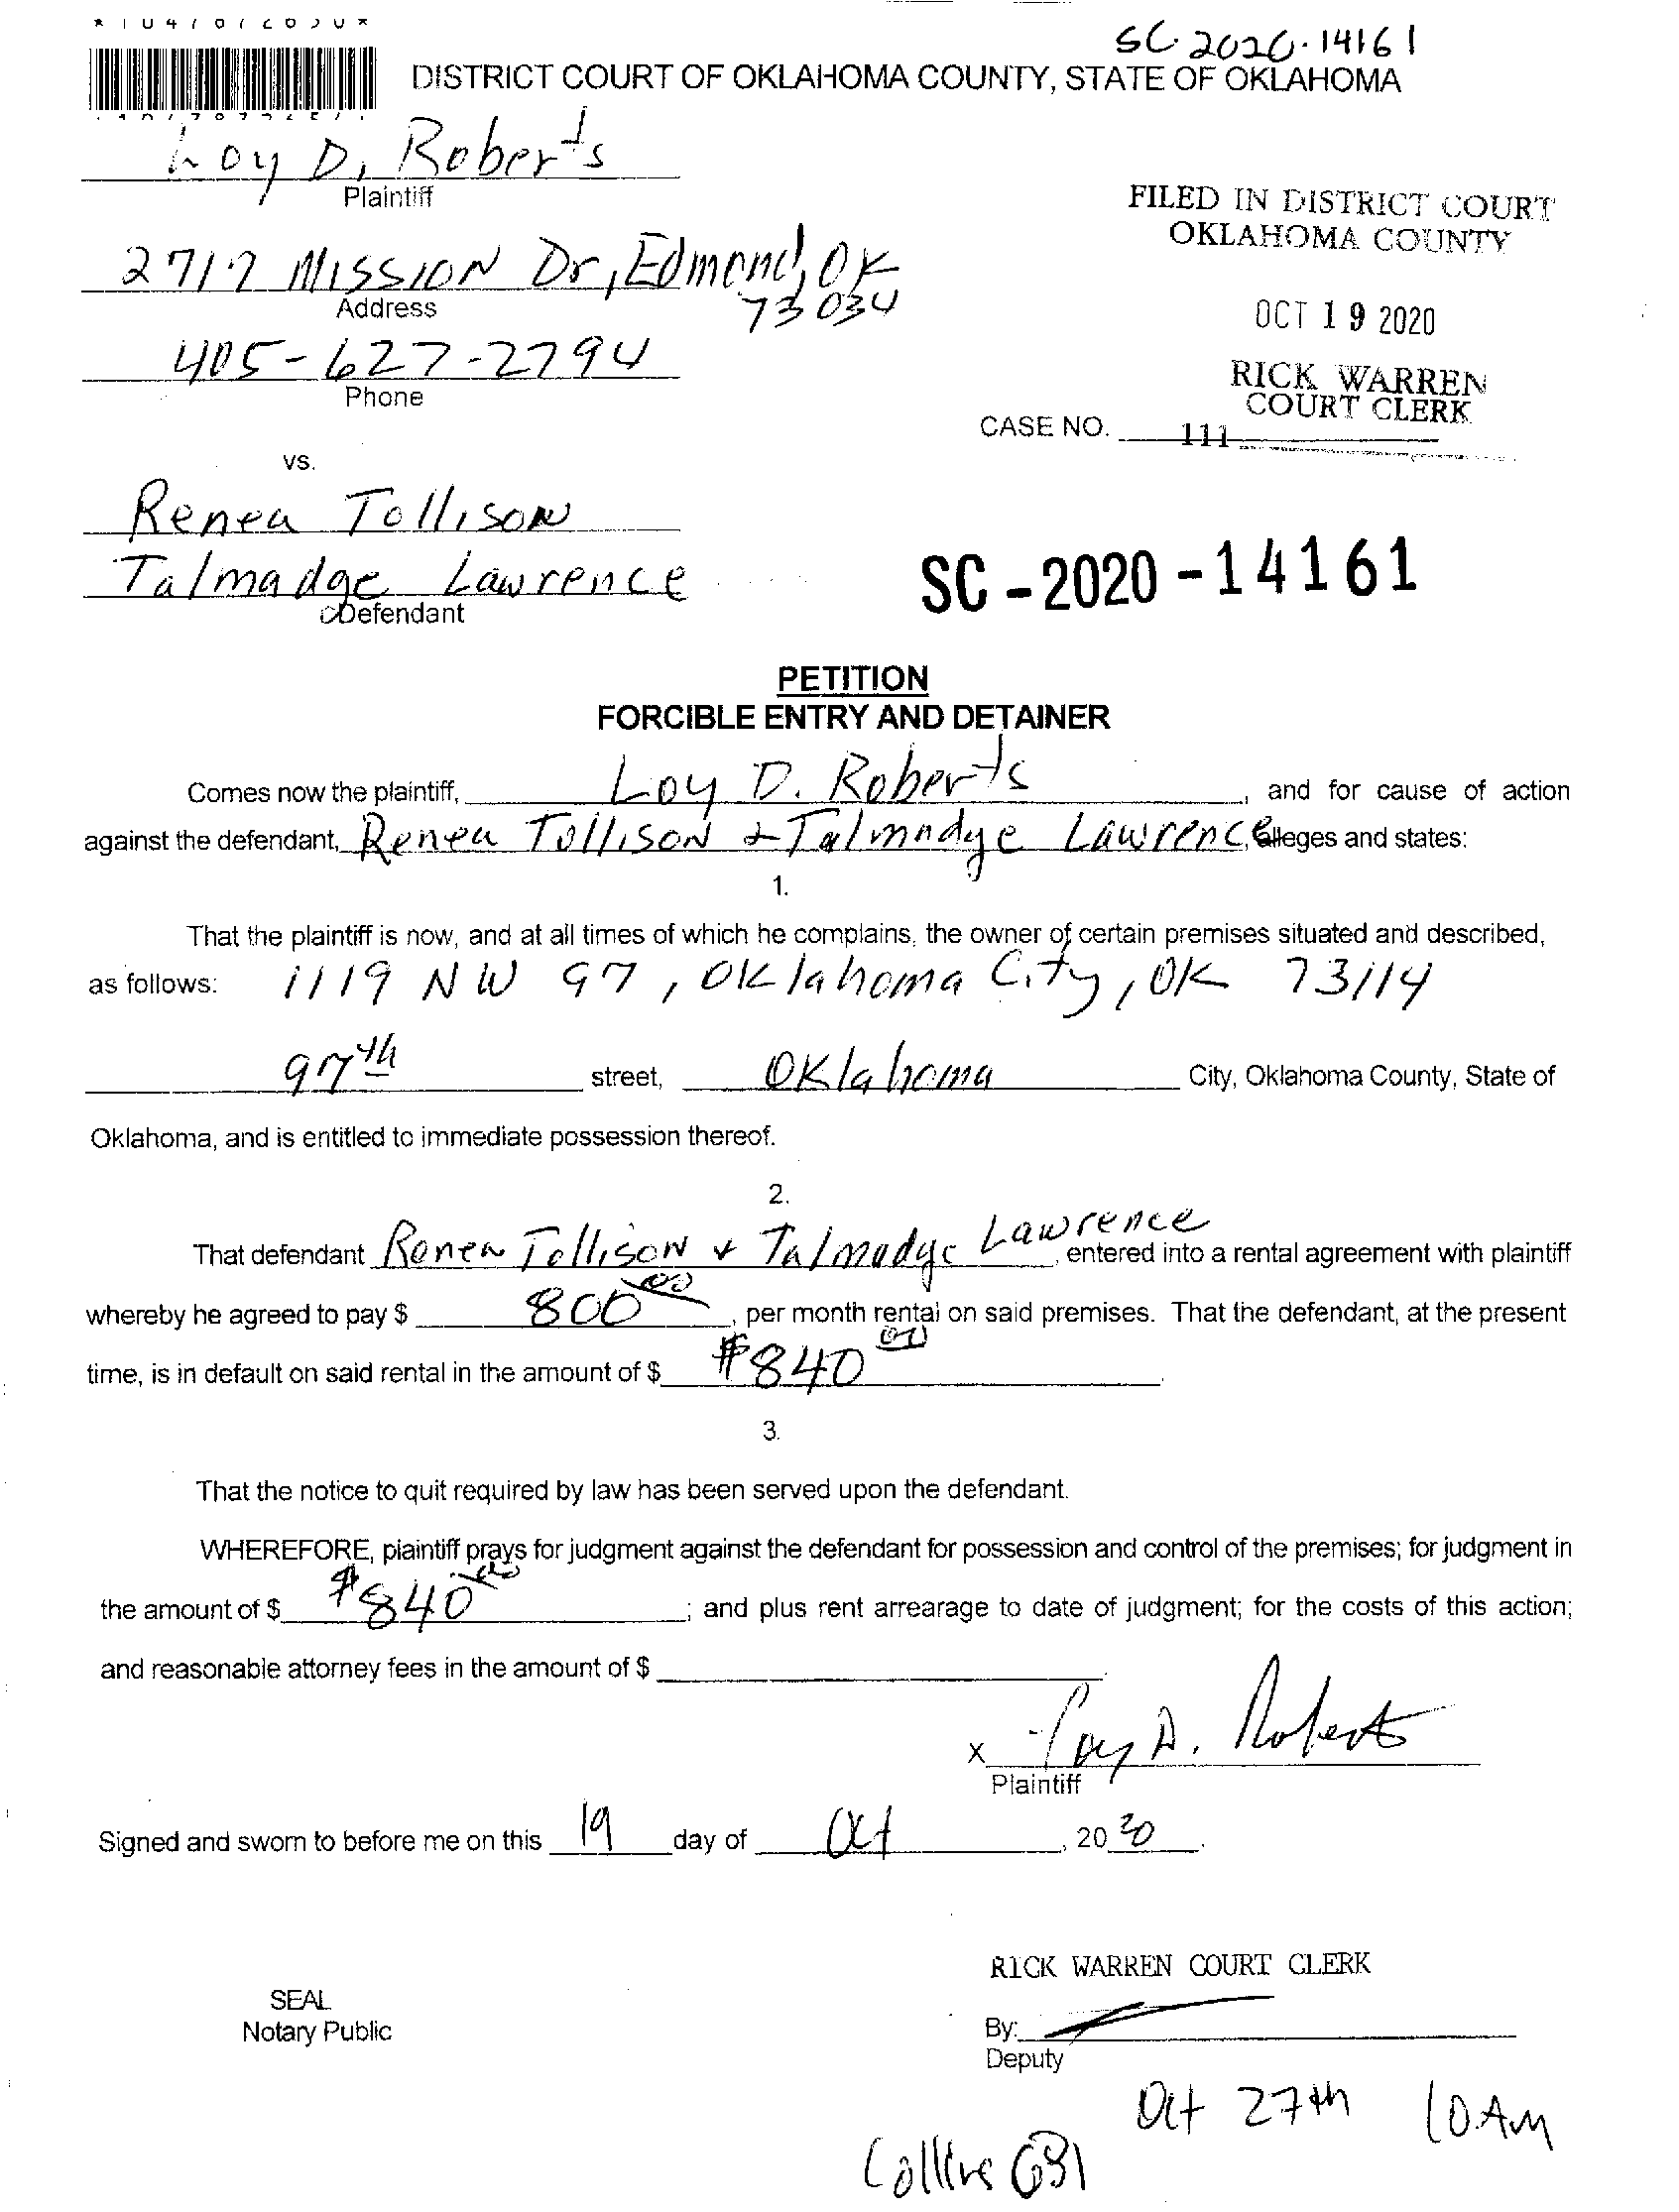 SC-2020-14161
DISTRICT COURT OF OKLAHOMA COUNTY, STATE OF OKLAHOMA
Loy D. Roberts
Plaintiff
FILED IN DISTRICT COURT
OKLAHOMA COUNTY
2717 Mission Dr, Edmond, OK
73034
Address
OCT 19 2020
405-627-2794
Phone
RICK WARREN
COURT CLERK
CASE NO. 111
vs.
Renea Tollison
Talmadge Lawrence
Defendant
SC-2020-14161
PETITION
FORCIBLE ENTRY AND DETAINER
Comes now the plaintiff, Loy D. Roberts, and for cause of action
against the defendant, Renea Tollison & Talmadge Lawrence alleges and states:
1.
That the plaintiff is now, and at all times of which he complains, the owner of certain premises situated and described,
as follows: 1119 NW 97, Oklahoma City, OK 73114
97th street, Oklahoma City, Oklahoma County, State of
Oklahoma, and is entitled to immediate possession thereof.
2.
That defendant Renea Tollison & Talmadge Lawrence, entered into a rental agreement with plaintiff
whereby he agreed to pay $ 800 00, per month rental on said premises. That the defendant, at the present
time, is in default on said rental in the amount of $ $840 00.
3.
That the notice to quit required by law has been served upon the defendant.
WHEREFORE, plaintiff prays for judgment against the defendant for possession and control of the premises; for judgment in
the amount of $ $840 00; and plus rent arrearage to date of judgment; for the costs of this action;
and reasonable attorney fees in the amount of $
x Loy D. Roberts
Plaintiff
Signed and sworn to before me on this 19 day of Oct, 2020.
RICK WARREN COURT CLERK
SEAL
Notary Public
By:
Deputy
Oct 27th 10 AM